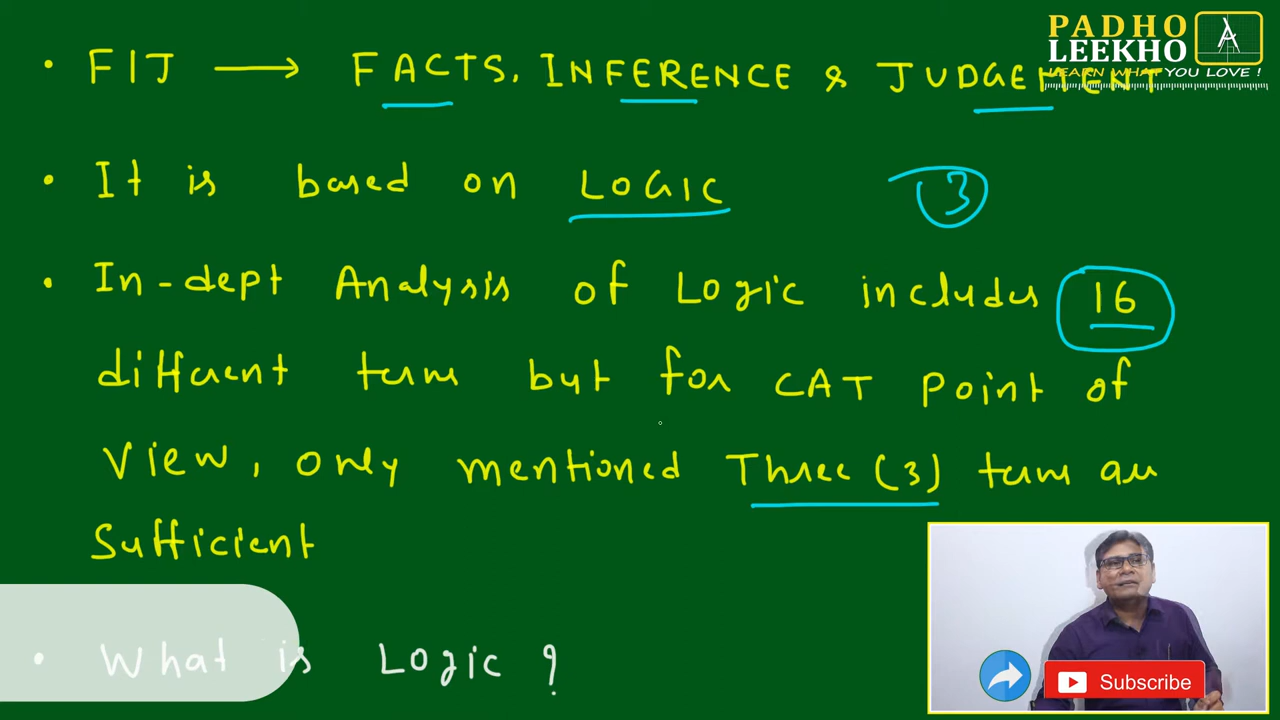 PADHO
LEEKHO
LEARN WHAT YOU LOVE !
• FIJ → FACTS, INFERENCE & JUDGEMENT
• It is based on LOGIC 3
• In-dept Analysis of Logic includes 16
different term but for CAT Point of
View, only mentioned Three (3) term are
Sufficient
• What is Logic ?
Subscribe